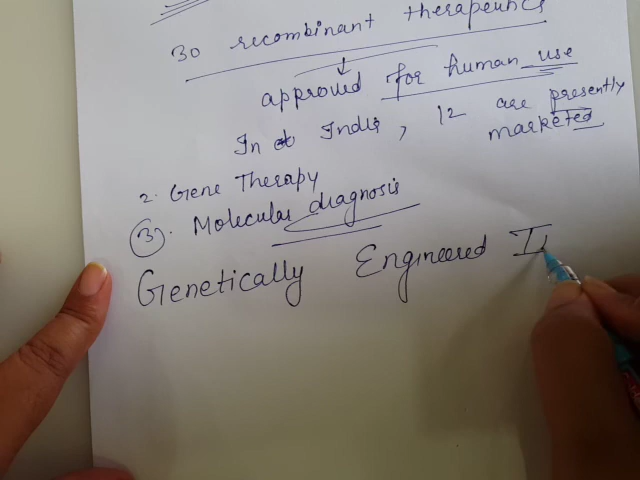 30 recombinant therapeutics
approved for human use
In Indis, 12 are presently
marketed
2. Gene Therapy
3. Molecular diagnosis
Genetically Engineered I